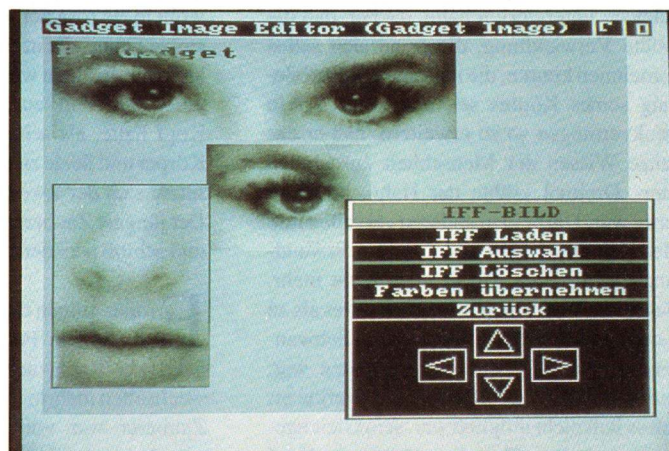 Gadget Image Editor (Gadget Image)
Gadget
IFF-BILD
IFF Laden
IFF Auswahl
IFF Löschen
Farben übernehmen
Zurück